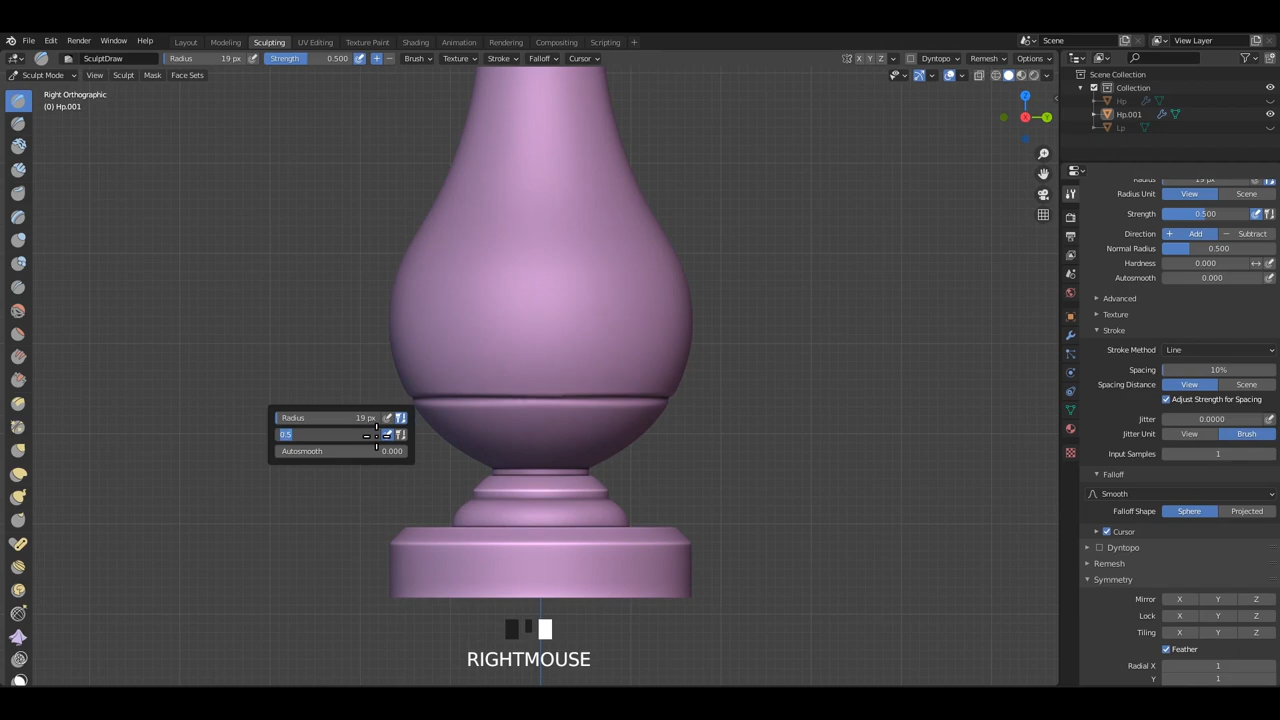 File Edit Render Window Help Layout Modeling Sculpting UV Editing Texture Paint Shading Animation Rendering Compositing Scripting + Scene View Layer
SculptDraw Radius 19 px Strength 0.500 Brush Texture Stroke Falloff Cursor X Y Z Dyntopo Remesh Options
Sculpt Mode View Sculpt Mask Face Sets
Right Orthographic
(0) Hp.001
Z
Y
X
Scene Collection
Collection
Hp
Hp.001
Lp
Radius 19 px
Radius Unit View Scene
Strength 0.500
Direction + Add − Subtract
Normal Radius 0.500
Hardness 0.000
Autosmooth 0.000
Advanced
Texture
Stroke
Stroke Method Line
Spacing 10%
Spacing Distance View Scene
Adjust Strength for Spacing
Jitter 0.0000
Jitter Unit View Brush
Input Samples 1
Falloff
Smooth
Falloff Shape Sphere Projected
Cursor
Dyntopo
Remesh
Symmetry
Mirror X Y Z
Lock X Y Z
Tiling X Y Z
Feather
Radial X 1
Y 1
Radius 19 px
0.5
Autosmooth 0.000
RIGHTMOUSE